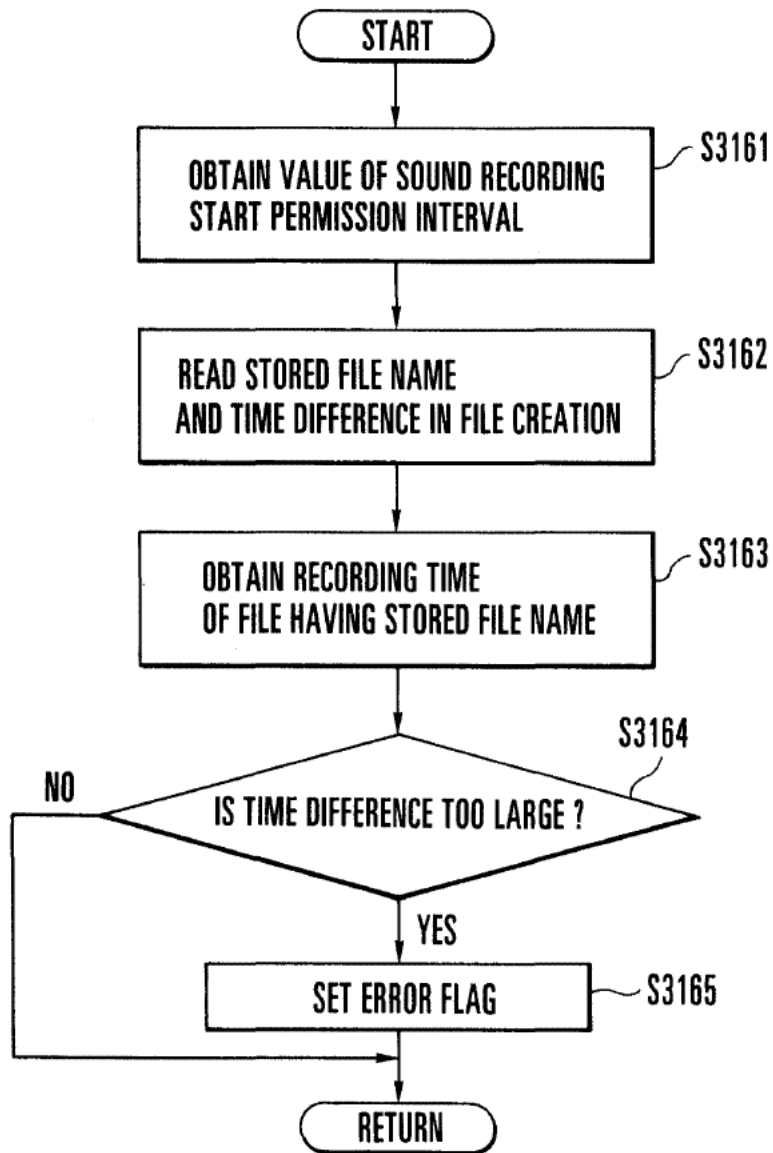 START
S3161
OBTAIN VALUE OF SOUND RECORDING
START PERMISSION INTERVAL
S3162
READ STORED FILE NAME
AND TIME DIFFERENCE IN FILE CREATION
S3163
OBTAIN RECORDING TIME
OF FILE HAVING STORED FILE NAME
S3164
NO
IS TIME DIFFERENCE TOO LARGE ?
YES
SET ERROR FLAG
S3165
RETURN